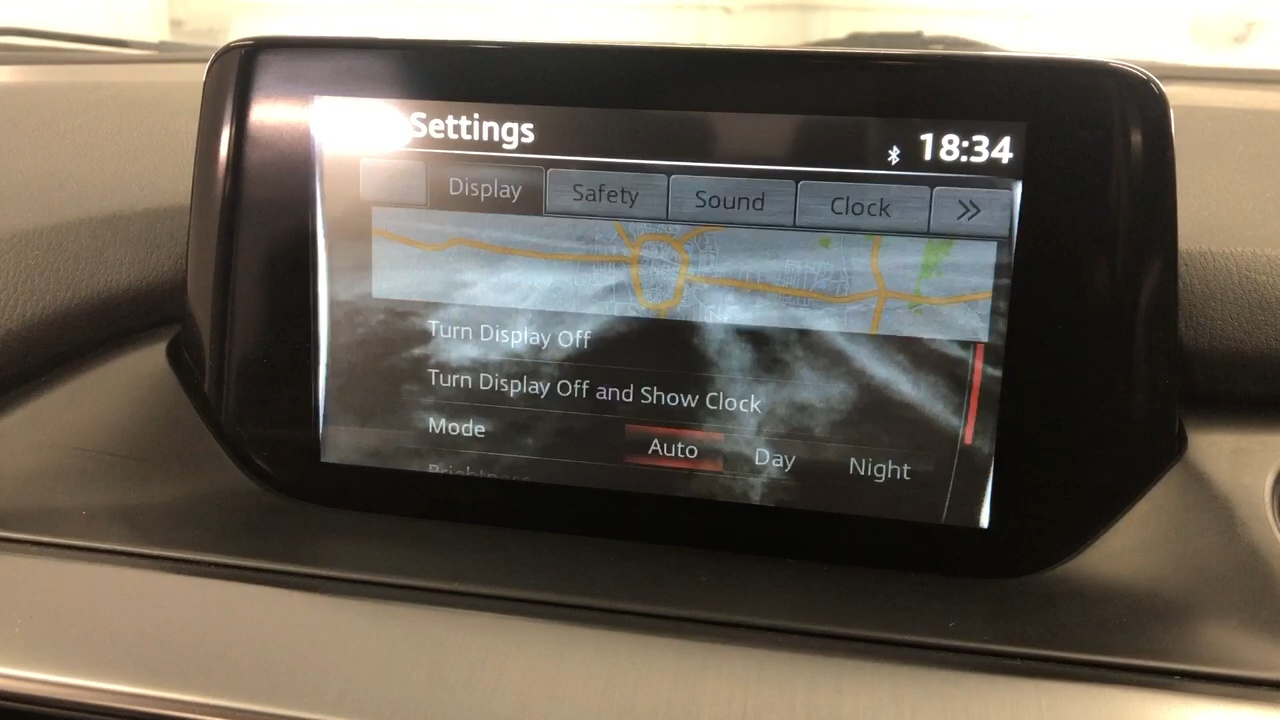 Settings
18:34
Display Safety Sound Clock
Turn Display Off
Turn Display Off and Show Clock
Mode Auto Day Night
Brightness